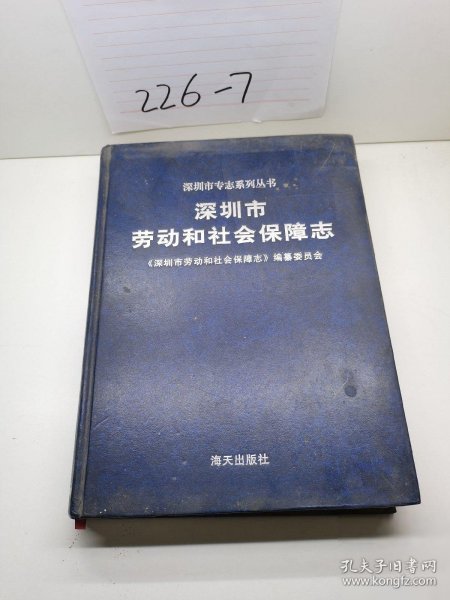 226-7
深圳市专志系列丛书
深圳市
劳动和社会保障志
《深圳市劳动和社会保障志》编纂委员会
海天出版社
孔夫子旧书网
www.kongfz.com